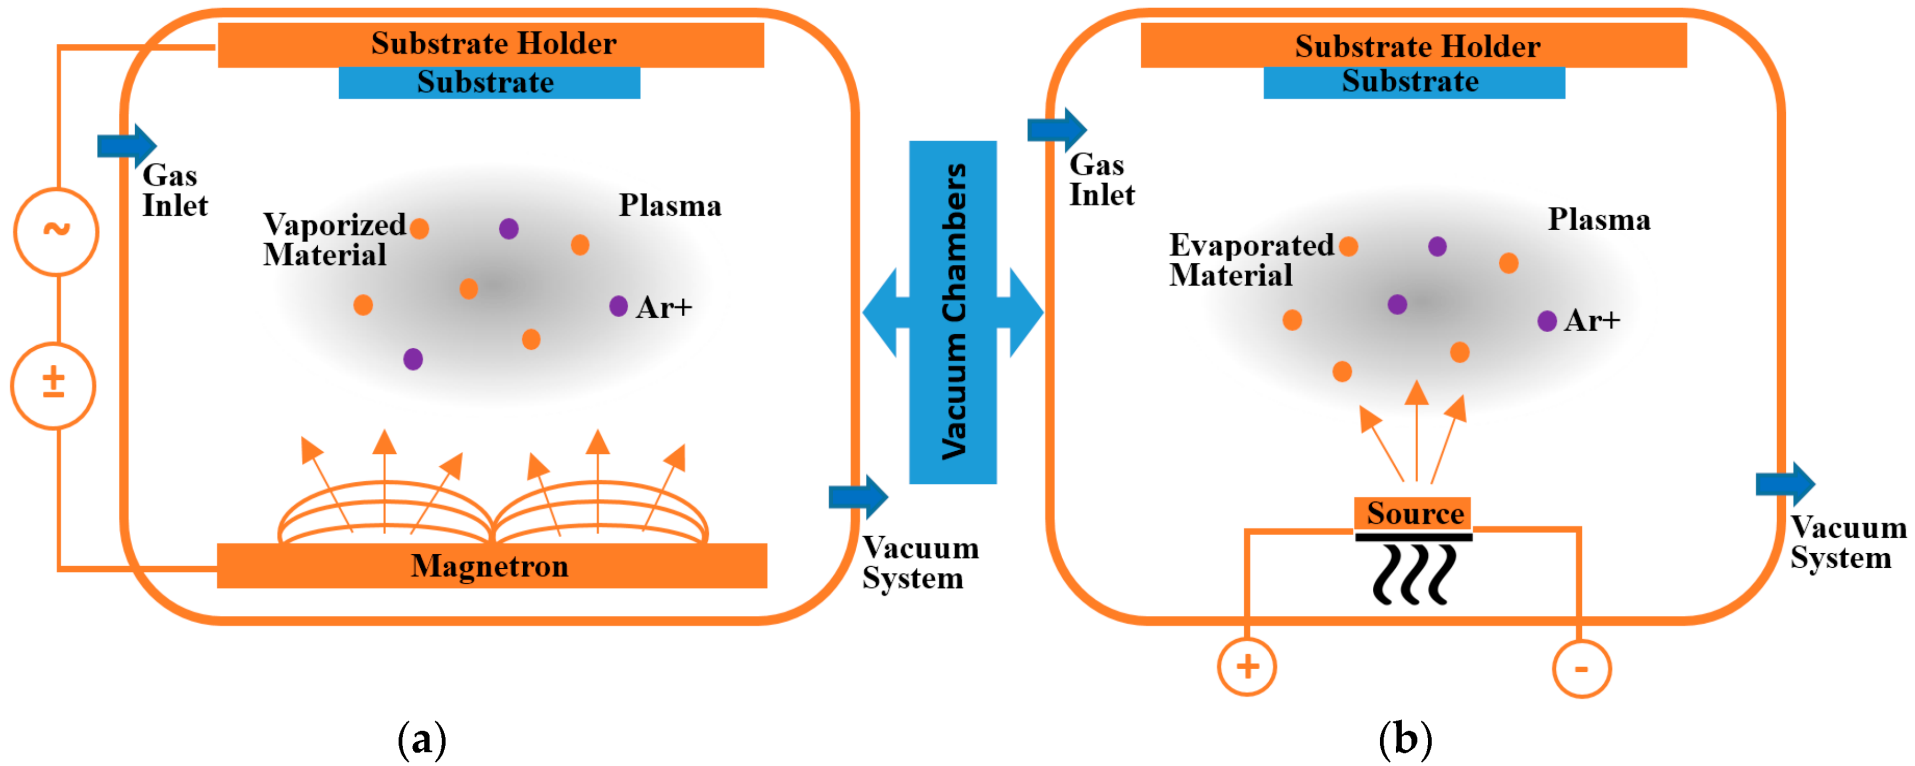 Substrate Holder
Substrate
Gas
Inlet
Vaporized
Material
Plasma
Ar+
~
±
Magnetron
Vacuum
System
(a)
Vacuum Chambers
Substrate Holder
Substrate
Gas
Inlet
Evaporated
Material
Plasma
Ar+
Source
Vacuum
System
+
-
(b)